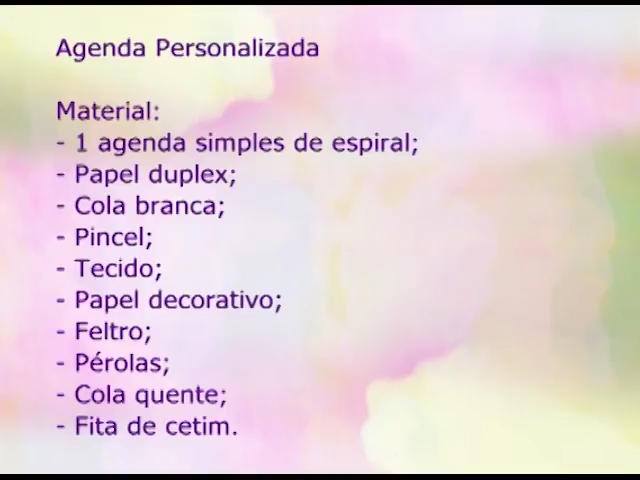 Agenda Personalizada
Material:
- 1 agenda simples de espiral;
- Papel duplex;
- Cola branca;
- Pincel;
- Tecido;
- Papel decorativo;
- Feltro;
- Pérolas;
- Cola quente;
- Fita de cetim.